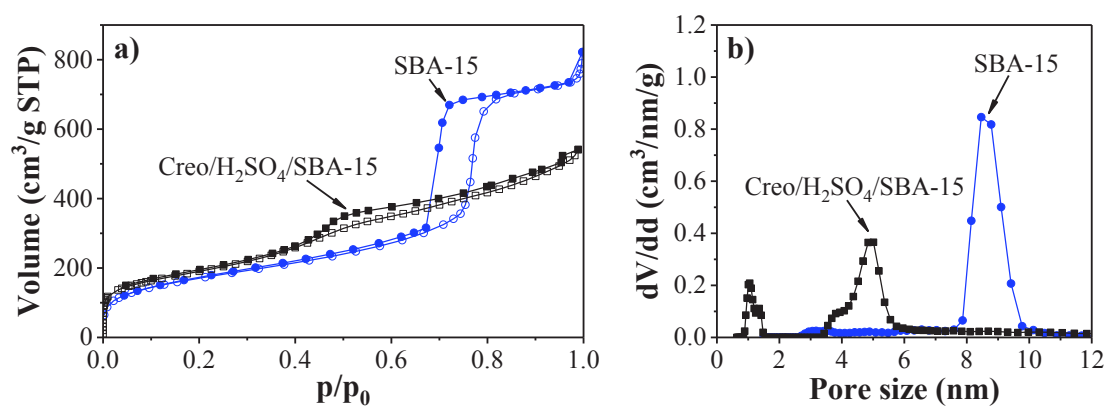 a)
Volume (cm³/g STP)
800
600
400
200
0
SBA-15
Creo/H₂SO₄/SBA-15
0.0 0.2 0.4 0.6 0.8 1.0
p/p₀
b)
dV/dd (cm³/nm/g)
1.2
1.0
0.8
0.6
0.4
0.2
0.0
SBA-15
Creo/H₂SO₄/SBA-15
0 2 4 6 8 10 12
Pore size (nm)